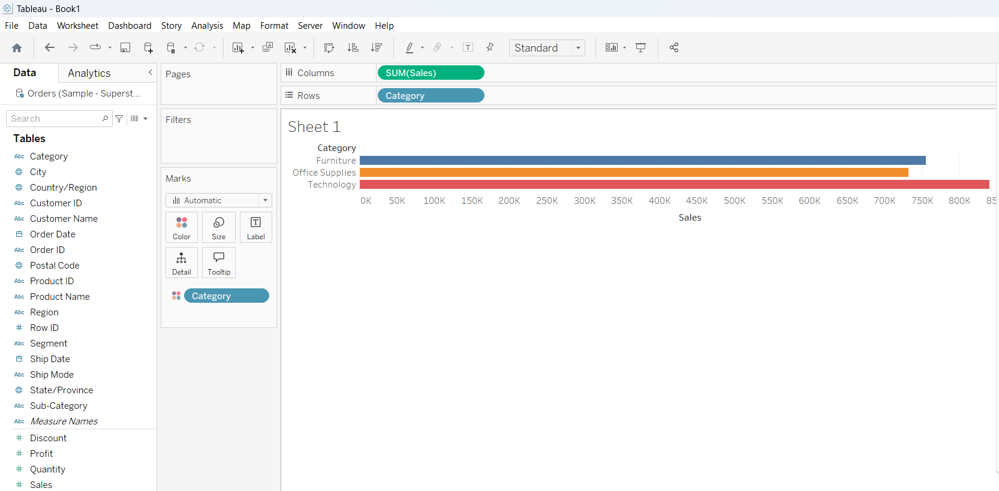 Tableau - Book1
File Data Worksheet Dashboard Story Analysis Map Format Server Window Help
Standard
Data Analytics
Orders (Sample - Superst...
Search
Tables
Abc Category
City
Country/Region
Abc Customer ID
Abc Customer Name
Order Date
Abc Order ID
Postal Code
Abc Product ID
Abc Product Name
Abc Region
# Row ID
Abc Segment
Ship Date
Abc Ship Mode
State/Province
Abc Sub-Category
Abc Measure Names
# Discount
# Profit
# Quantity
# Sales
Pages
Filters
Marks
Automatic
Color Size Label
Detail Tooltip
Category
Columns SUM(Sales)
Rows Category
Sheet 1
Category
Furniture
Office Supplies
Technology
0K 50K 100K 150K 200K 250K 300K 350K 400K 450K 500K 550K 600K 650K 700K 750K 800K 85
Sales